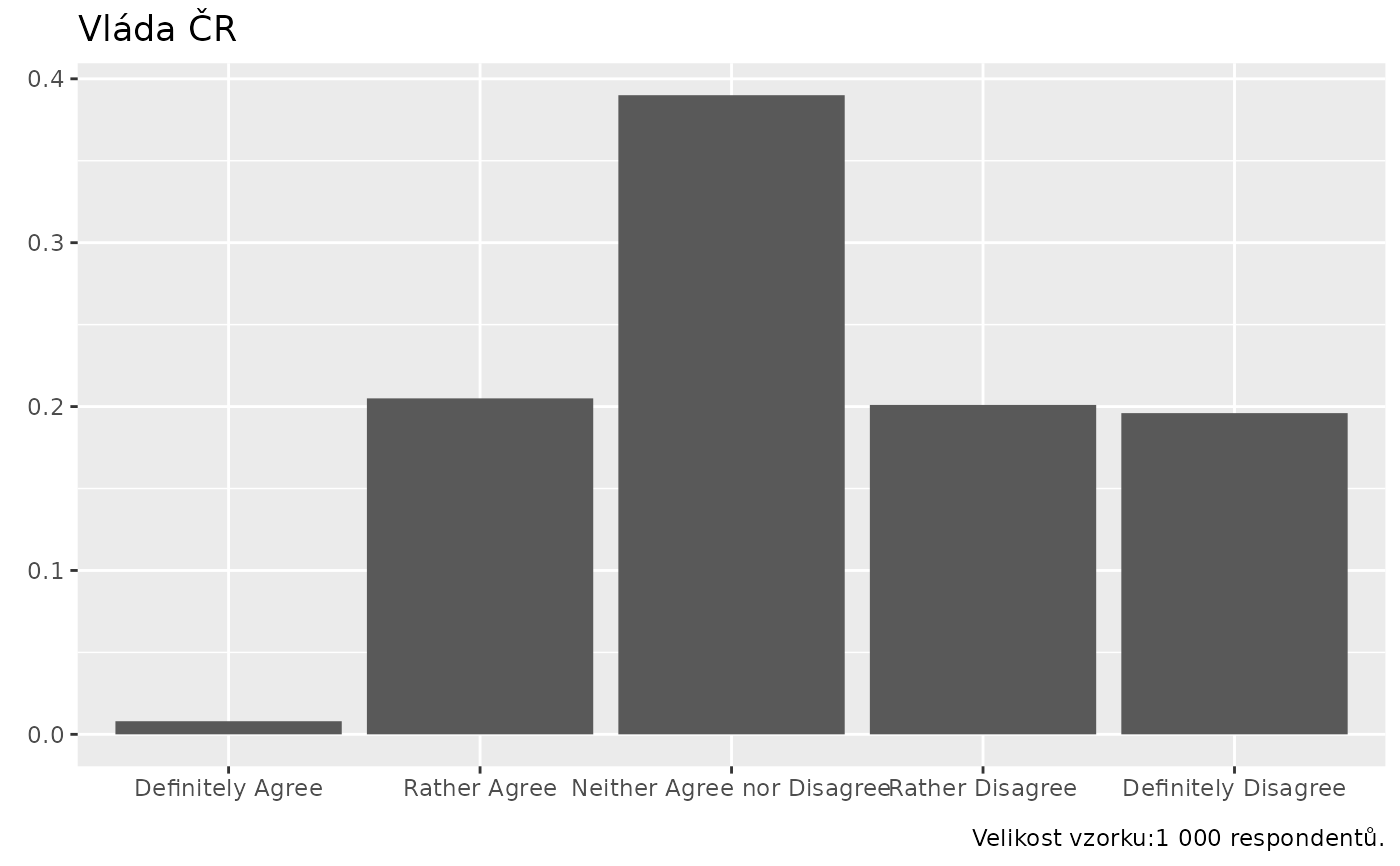 Vláda ČR
0.4
0.3
0.2
0.1
0.0
Definitely Agree Rather Agree Neither Agree nor Disagree Rather Disagree Definitely Disagree
Velikost vzorku:1 000 respondentů.